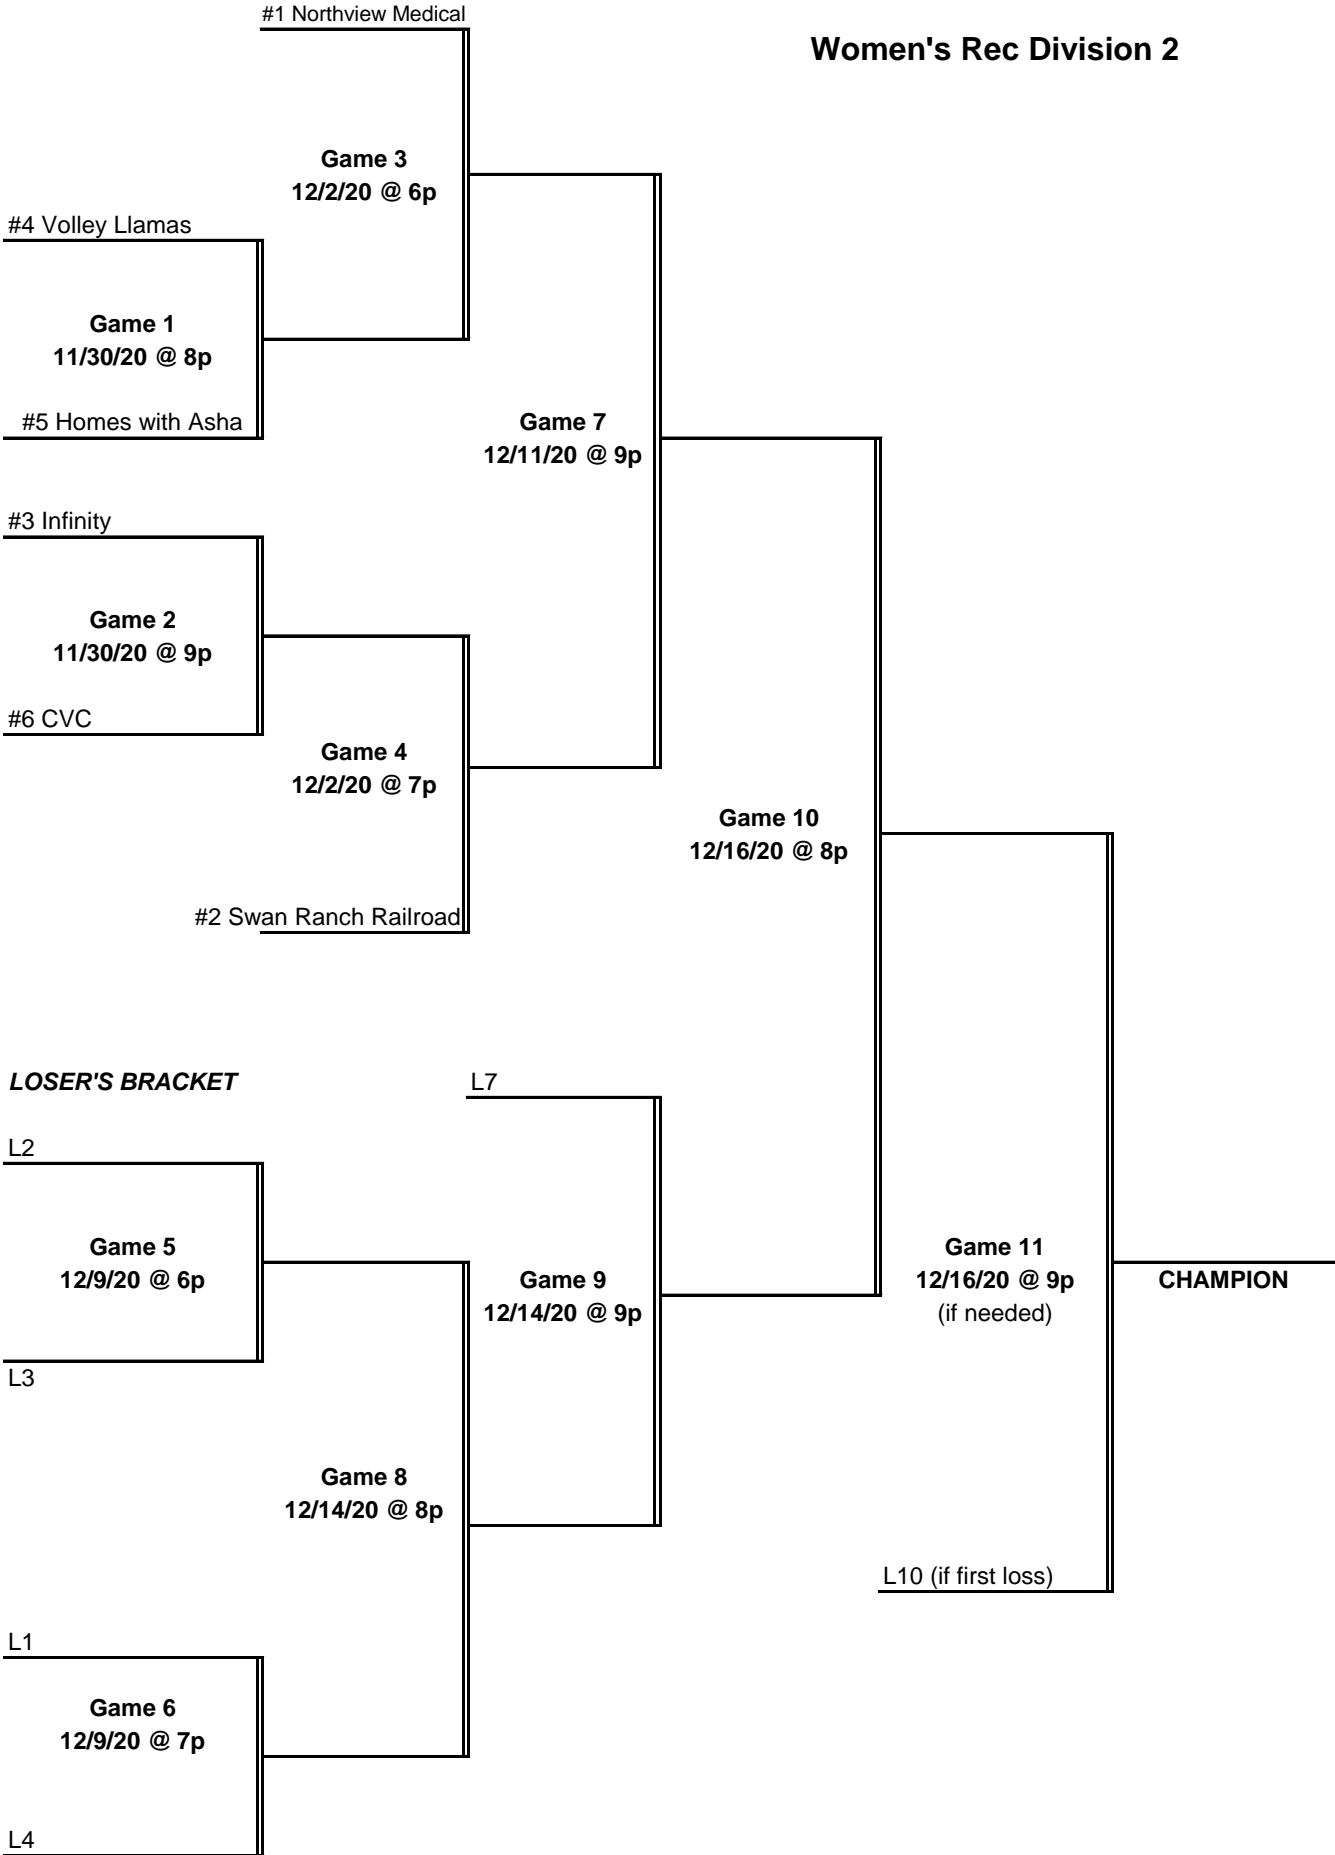 #1 Northview Medical
Women's Rec Division 2
Game 3
12/2/20 @ 6p
#4 Volley Llamas
Game 1
11/30/20 @ 8p
#5 Homes with Asha
Game 7
12/11/20 @ 9p
#3 Infinity
Game 2
11/30/20 @ 9p
#6 CVC
Game 4
12/2/20 @ 7p
Game 10
12/16/20 @ 8p
#2 Swan Ranch Railroad
LOSER'S BRACKET
L7
L2
Game 5
12/9/20 @ 6p
Game 9
12/14/20 @ 9p
Game 11
12/16/20 @ 9p
(if needed)
CHAMPION
L3
Game 8
12/14/20 @ 8p
L10 (if first loss)
L1
Game 6
12/9/20 @ 7p
L4